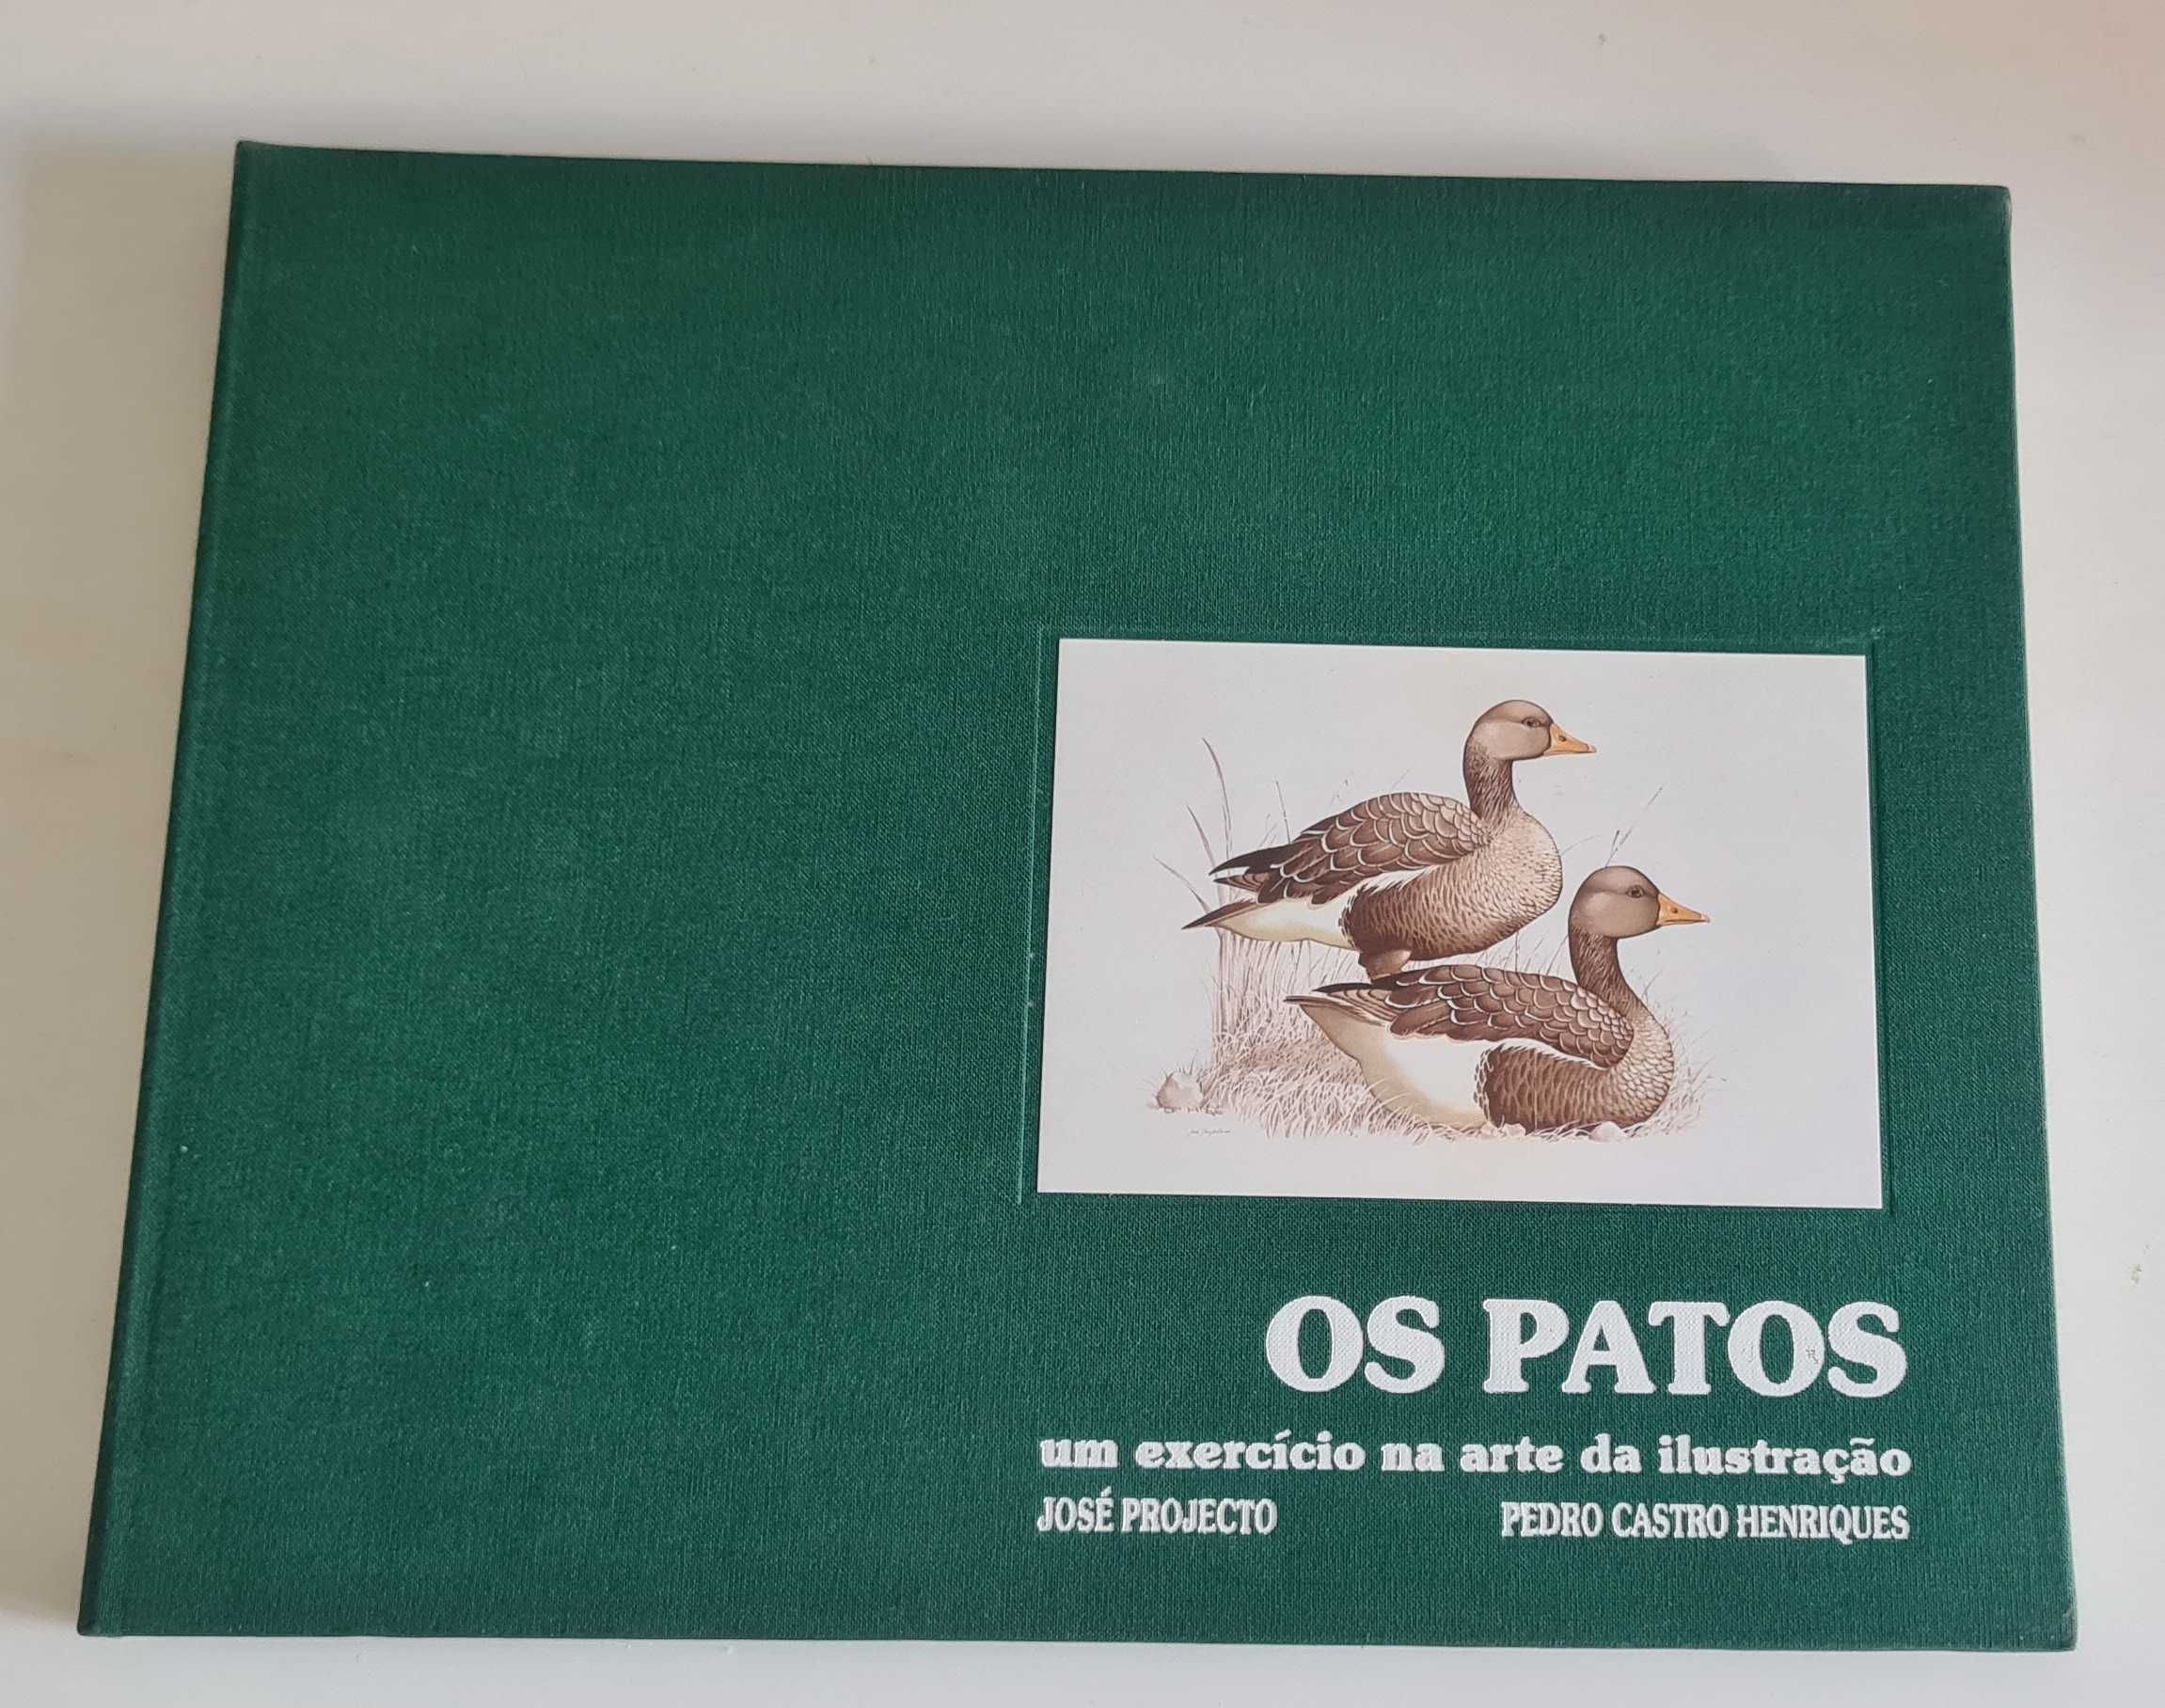 OS PATOS
um exercício na arte da ilustração
JOSÉ PROJECTO PEDRO CASTRO HENRIQUES